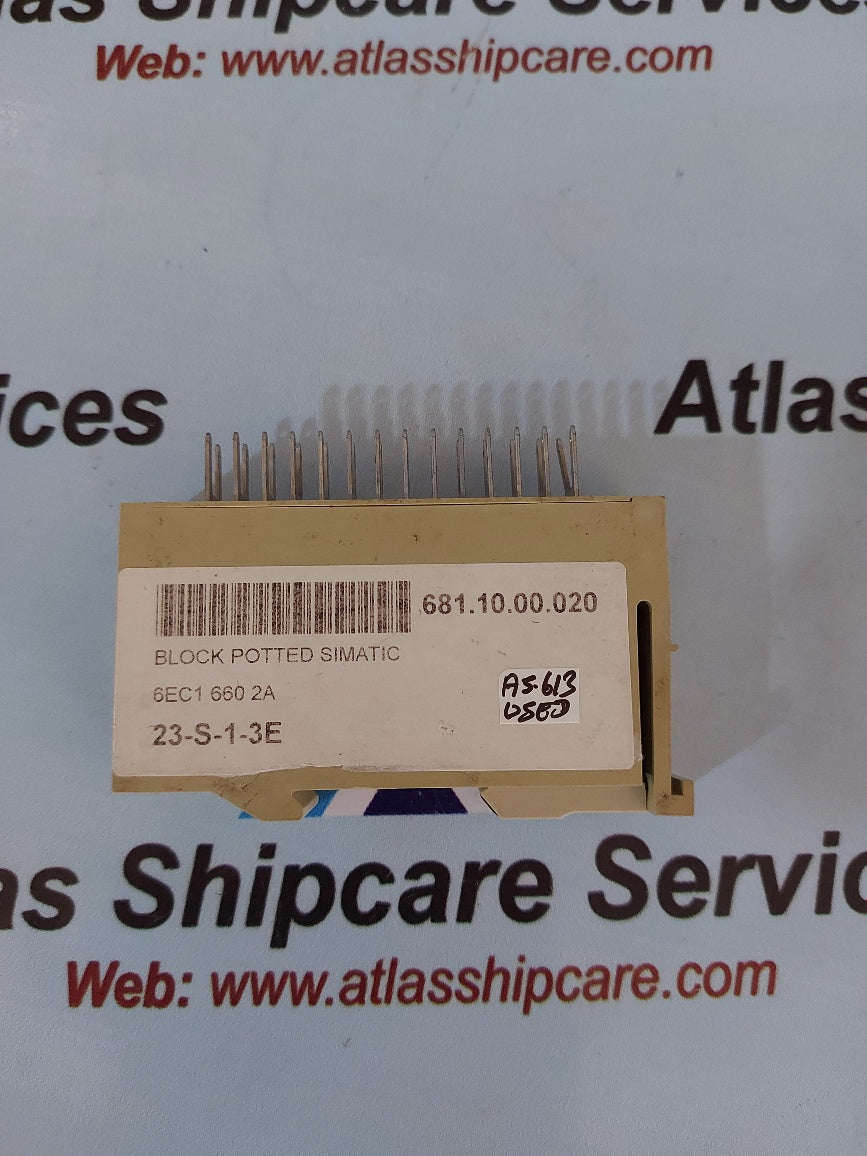 as Shipcare Services
Web: www.atlasshipcare.com
ices
Atlas
681.10.00.020
BLOCK POTTED SIMATIC
6EC1 660 2A
23-S-1-3E
AS-613
USED
as Shipcare Servic
Web: www.atlasshipcare.com